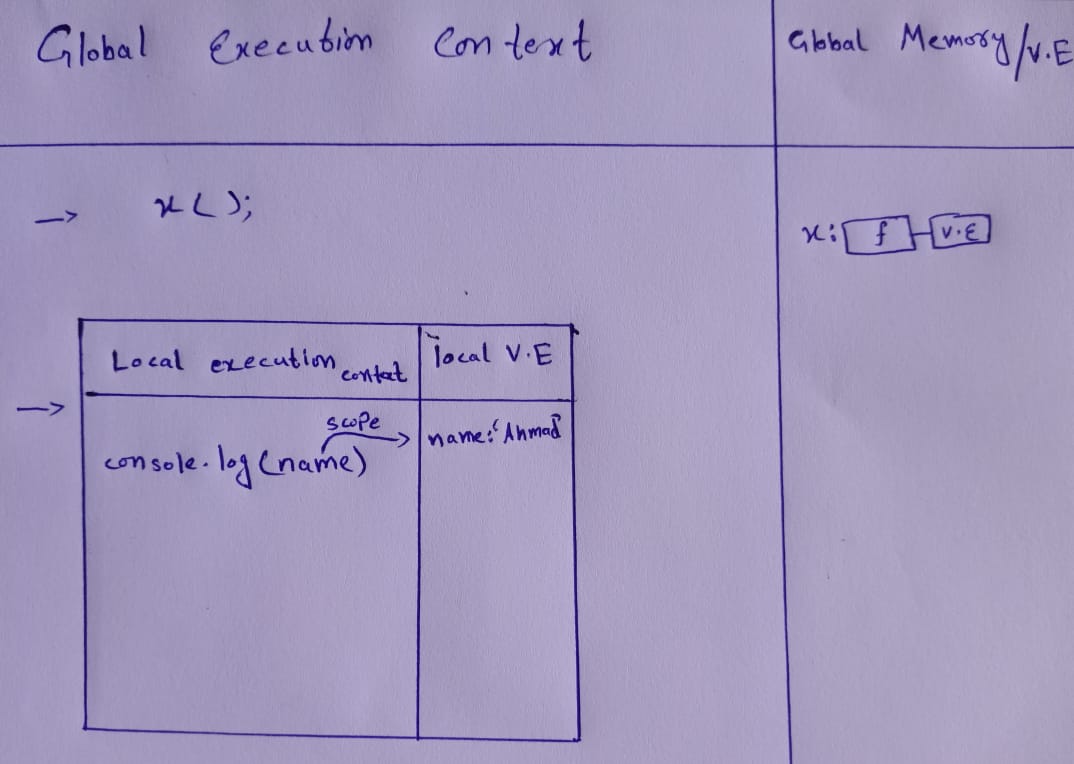 Global Execution Context
Global Memory/V.E
→ x();
x: f V.E
Local execution context
local V.E
→
scope
console.log(name)
name: 'Ahmad'